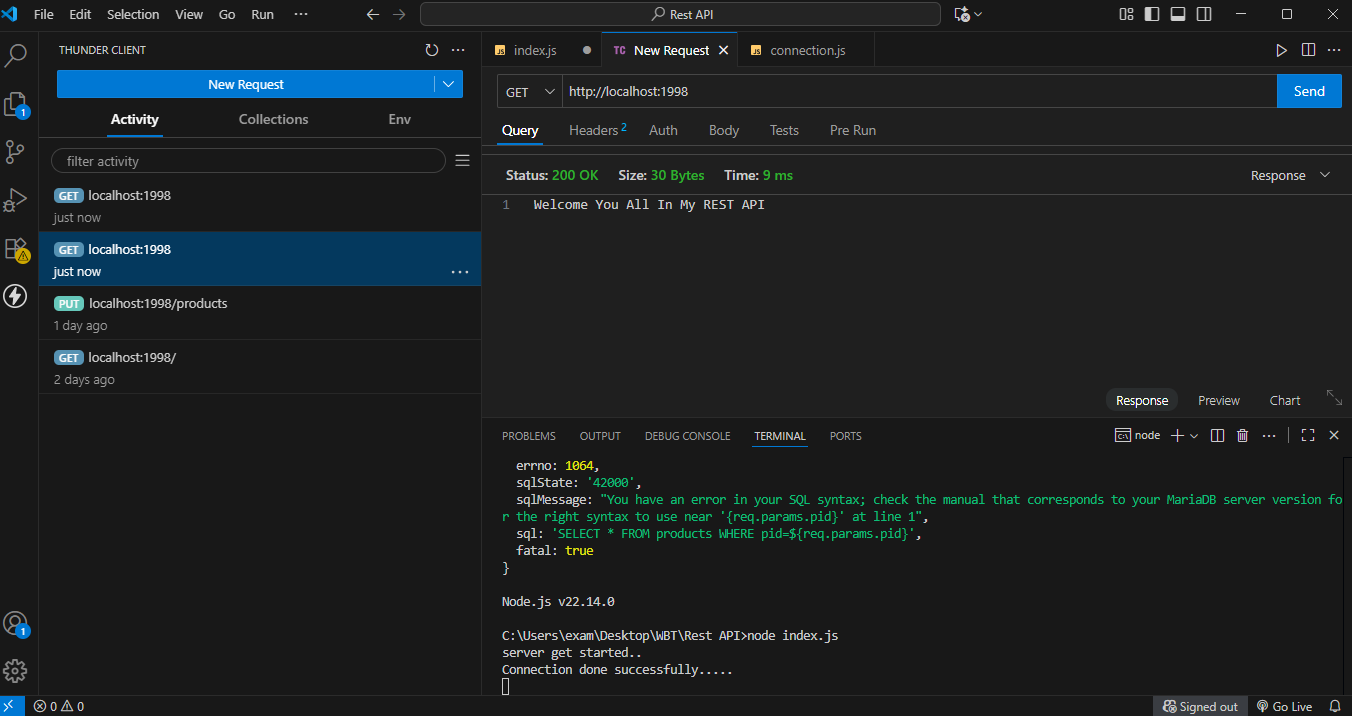 File Edit Selection View Go Run ··· Rest API
THUNDER CLIENT
New Request
Activity Collections Env
filter activity
GET localhost:1998
just now
GET localhost:1998
just now
PUT localhost:1998/products
1 day ago
GET localhost:1998/
2 days ago
JS index.js TC New Request JS connection.js
GET http://localhost:1998 Send
Query Headers 2 Auth Body Tests Pre Run
Status: 200 OK Size: 30 Bytes Time: 9 ms Response
1 Welcome You All In My REST API
Response Preview Chart
PROBLEMS OUTPUT DEBUG CONSOLE TERMINAL PORTS node
errno: 1064,
sqlState: '42000',
sqlMessage: "You have an error in your SQL syntax; check the manual that corresponds to your MariaDB server version fo
r the right syntax to use near '{req.params.pid}' at line 1",
sql: 'SELECT * FROM products WHERE pid=${req.params.pid}',
fatal: true
}
Node.js v22.14.0
C:\Users\exam\Desktop\WBT\Rest API>node index.js
server get started..
Connection done successfully.....
1
1
0 0 Signed out Go Live